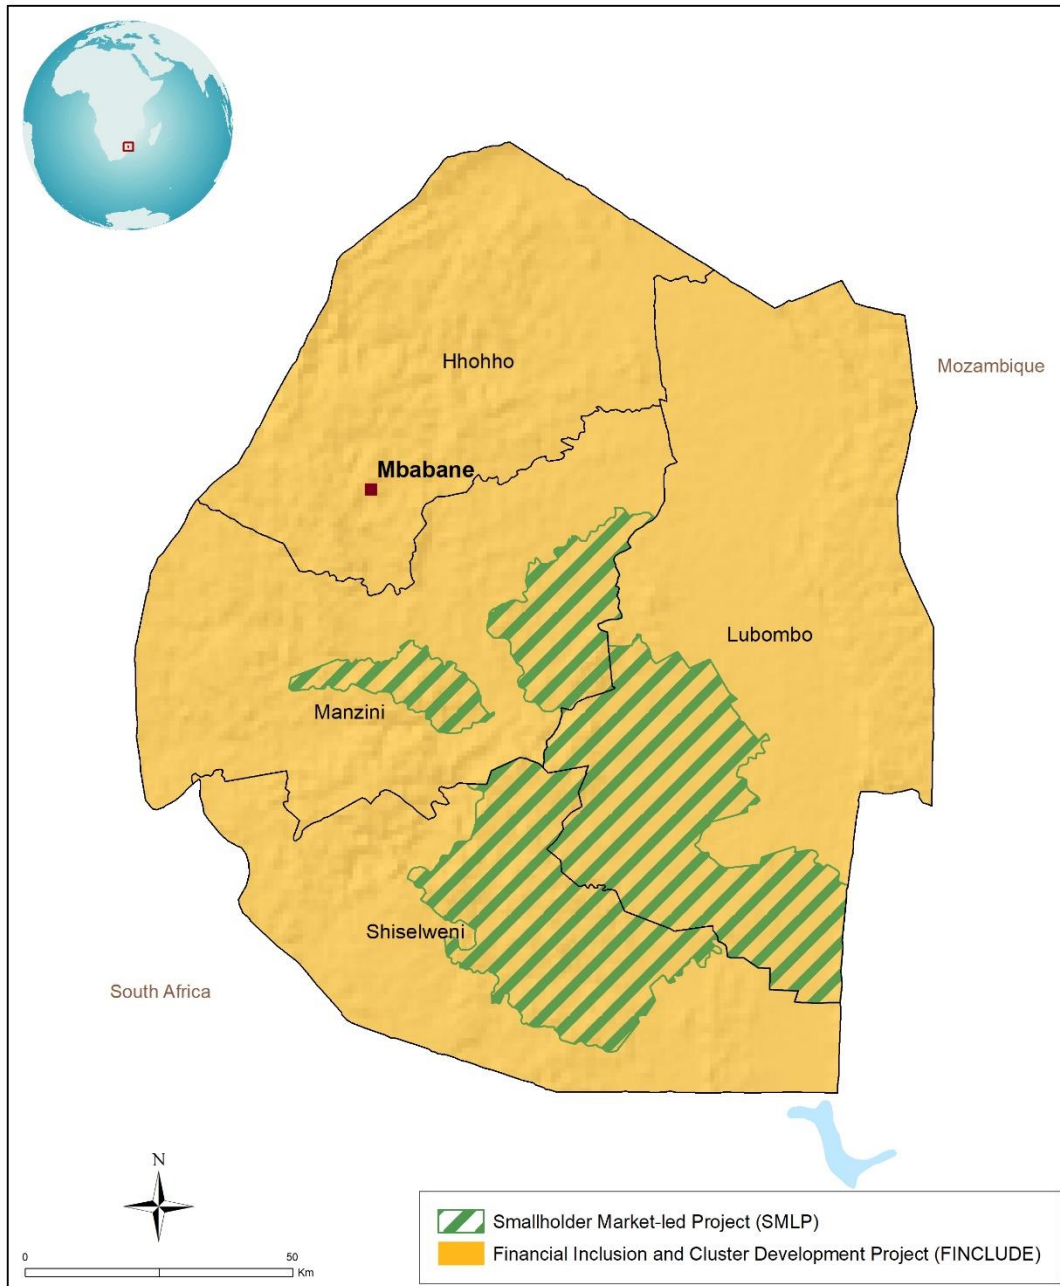 Hhohho
Mozambique
Mbabane
Lubombo
Manzini
Shiselweni
South Africa
N
0 50
Km
Smallholder Market-led Project (SMLP)
Financial Inclusion and Cluster Development Project (FINCLUDE)